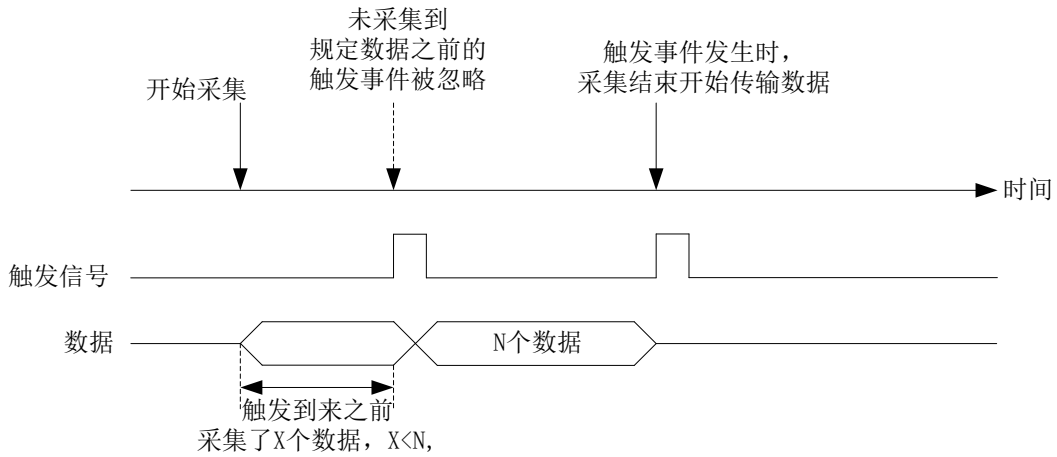 未采集到
规定数据之前的
触发事件被忽略
触发事件发生时，
采集结束开始传输数据
开始采集
时间
触发信号
数据
N个数据
触发到来之前
采集了X个数据，X<N,